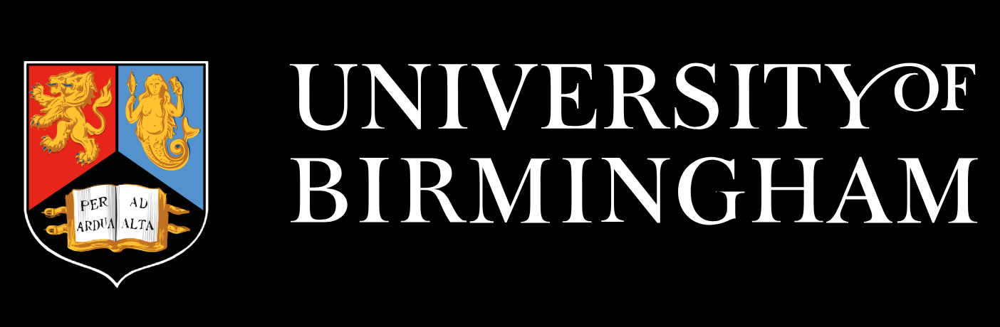 UNIVERSITY OF
BIRMINGHAM
PER AD
ARDUA ALTA